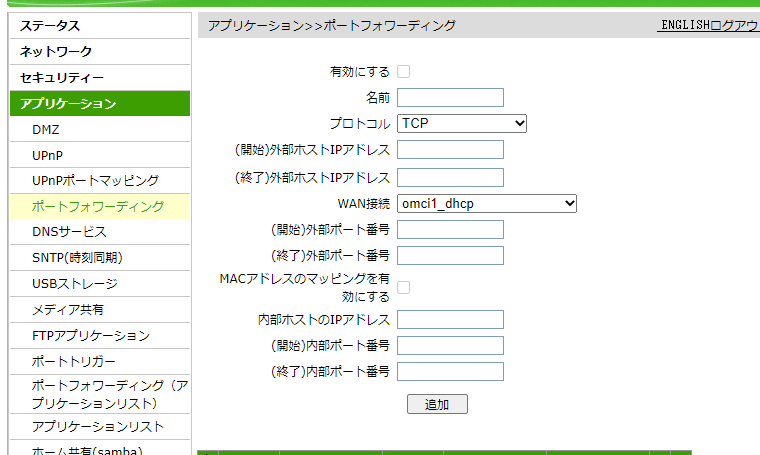 ステータス
ネットワーク
セキュリティー
アプリケーション
DMZ
UPnP
UPnPポートマッピング
ポートフォワーディング
DNSサービス
SNTP(時刻同期)
USBストレージ
メディア共有
FTPアプリケーション
ポートトリガー
ポートフォワーディング（ア
プリケーションリスト）
アプリケーションリスト
ホーム共有(samba)
アプリケーション>>ポートフォワーディング
ENGLISHログアウ
有効にする
名前
プロトコル TCP
(開始)外部ホストIPアドレス
(終了)外部ホストIPアドレス
WAN接続 omci1_dhcp
(開始)外部ポート番号
(終了)外部ポート番号
MACアドレスのマッピングを有
効にする
内部ホストのIPアドレス
(開始)内部ポート番号
(終了)内部ポート番号
追加